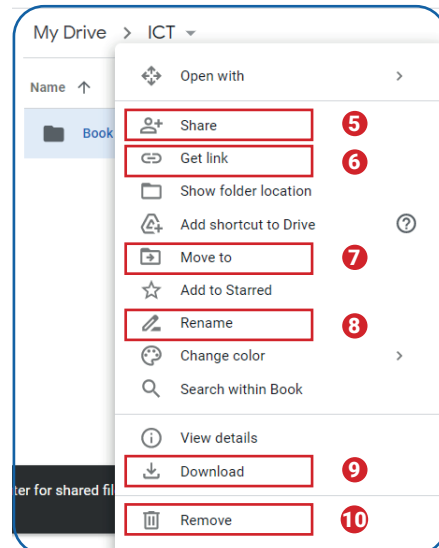 My Drive > ICT
Name
Open with >
Book
Share 5
Get link 6
Show folder location
Add shortcut to Drive ?
Move to 7
Add to Starred
Rename 8
Change color >
Search within Book
View details
Download 9
ter for shared fil
Remove 10